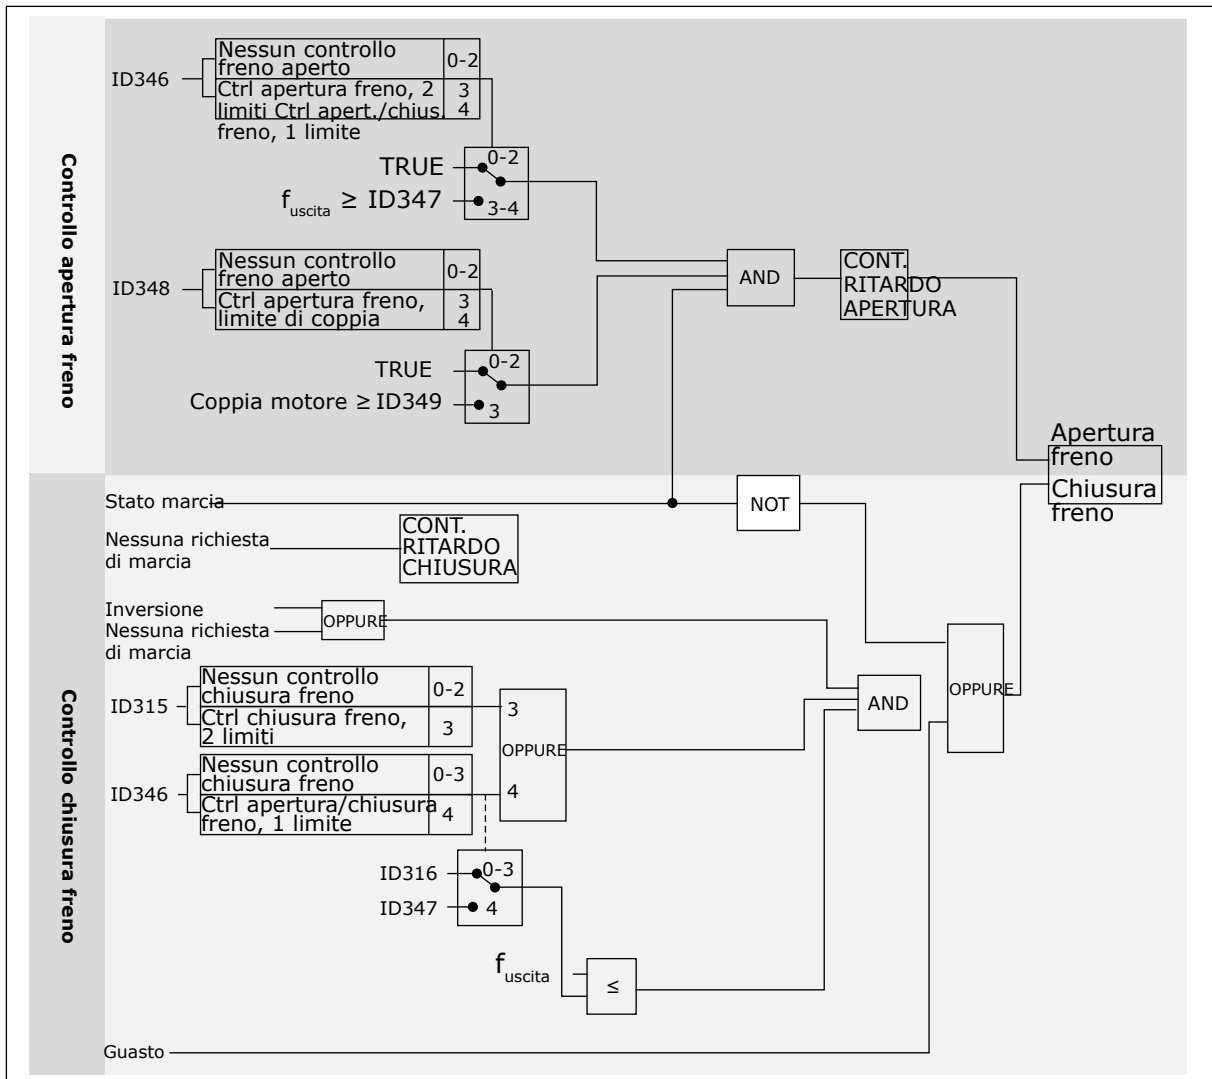 Controllo apertura freno
ID346
Nessun controllo
freno aperto
0-2
Ctrl apertura freno, 2
limiti Ctrl apert./chius.
freno, 1 limite
3
4
TRUE
0-2
f uscita ≥ ID347
3-4
ID348
Nessun controllo
freno aperto
0-2
Ctrl apertura freno,
limite di coppia
3
4
TRUE
0-2
Coppia motore ≥ ID349
3
AND
CONT.
RITARDO
APERTURA
Apertura
freno
Chiusura
freno
Controllo chiusura freno
Stato marcia
NOT
Nessuna richiesta
di marcia
CONT.
RITARDO
CHIUSURA
Inversione
Nessuna richiesta
di marcia
OPPURE
ID315
Nessun controllo
chiusura freno
0-2
Ctrl chiusura freno,
2 limiti
3
3
OPPURE
4
ID346
Nessun controllo
chiusura freno
0-3
Ctrl apertura/chiusura
freno, 1 limite
4
AND
OPPURE
ID316
0-3
ID347
4
f uscita
≤
Guasto